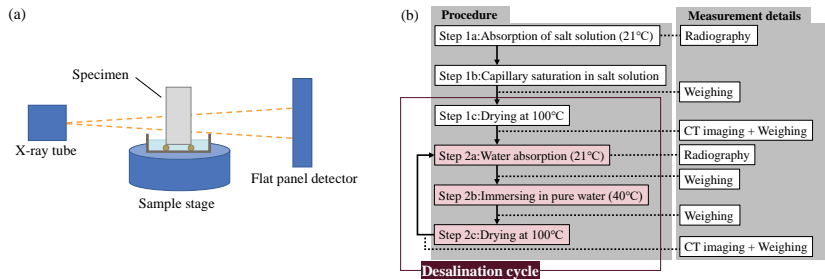 (a)
Specimen
X-ray tube
Sample stage
Flat panel detector
(b)
Procedure
Measurement details
Step 1a:Absorption of salt solution (21℃)
Radiography
Step 1b:Capillary saturation in salt solution
Weighing
Step 1c:Drying at 100℃
CT imaging + Weighing
Step 2a:Water absorption (21℃)
Radiography
Weighing
Step 2b:Immersing in pure water (40℃)
Weighing
Step 2c:Drying at 100℃
CT imaging + Weighing
Desalination cycle